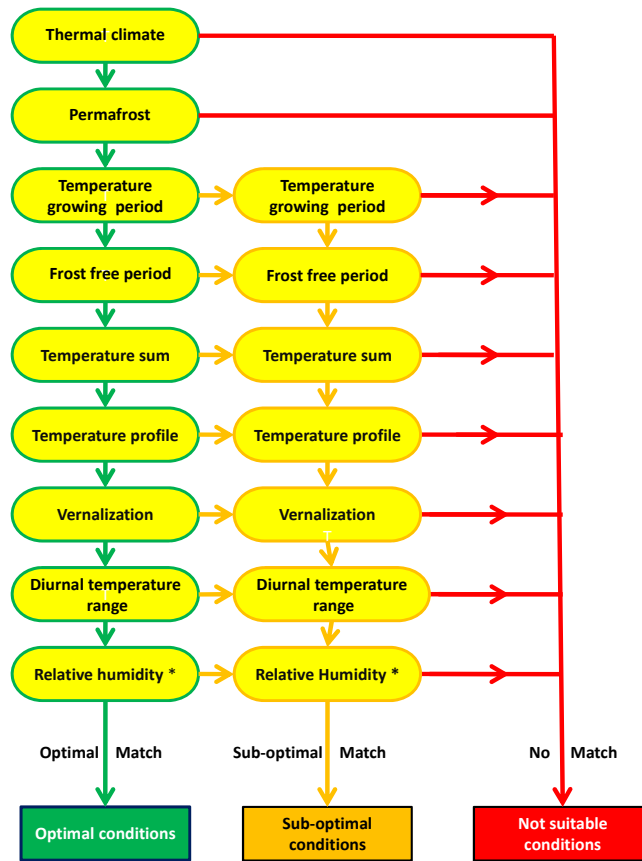 Thermal climate
Permafrost
Temperature
growing period
Temperature
growing period
Frost free period
Frost free period
Temperature sum
Temperature sum
Temperature profile
Temperature profile
Vernalization
Vernalization
Diurnal temperature
range
Diurnal temperature
range
Relative humidity *
Relative Humidity *
Optimal Match
Sub-optimal Match
No Match
Optimal conditions
Sub-optimal
conditions
Not suitable
conditions